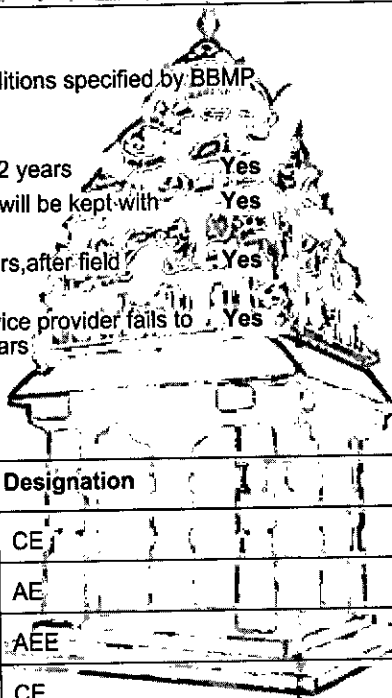 ditions specified by BBMP
2 years Yes
will be kept with Yes
rs,after field Yes
vice provider fails to Yes
ars
Designation
CE
AE
AEE
CE